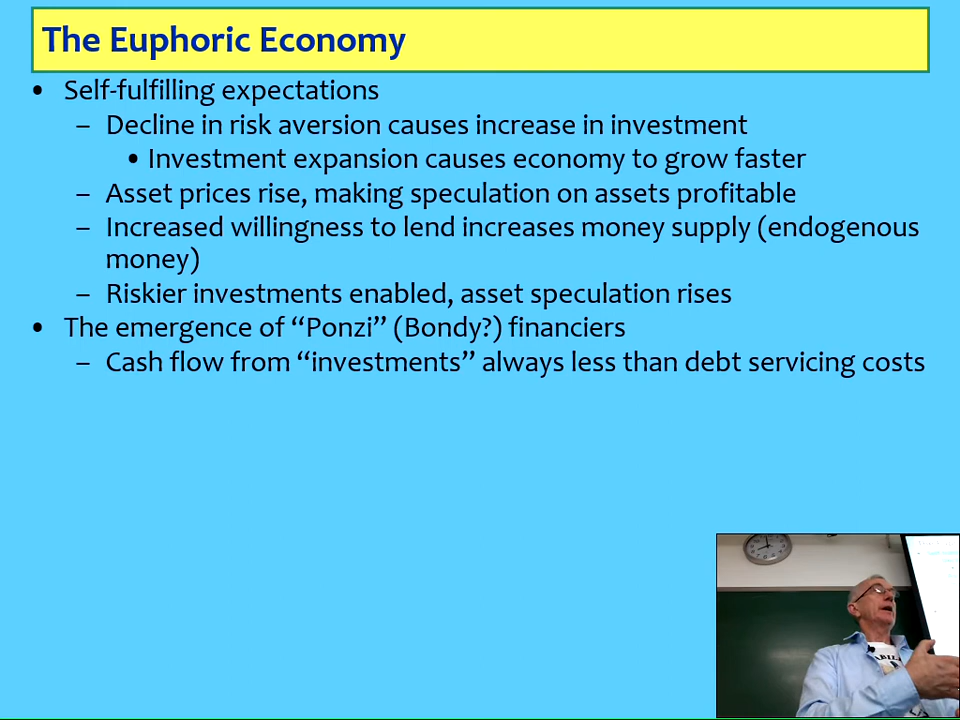 The Euphoric Economy
• Self-fulfilling expectations
– Decline in risk aversion causes increase in investment
• Investment expansion causes economy to grow faster
– Asset prices rise, making speculation on assets profitable
– Increased willingness to lend increases money supply (endogenous
money)
– Riskier investments enabled, asset speculation rises
• The emergence of “Ponzi” (Bondy?) financiers
– Cash flow from “investments” always less than debt servicing costs